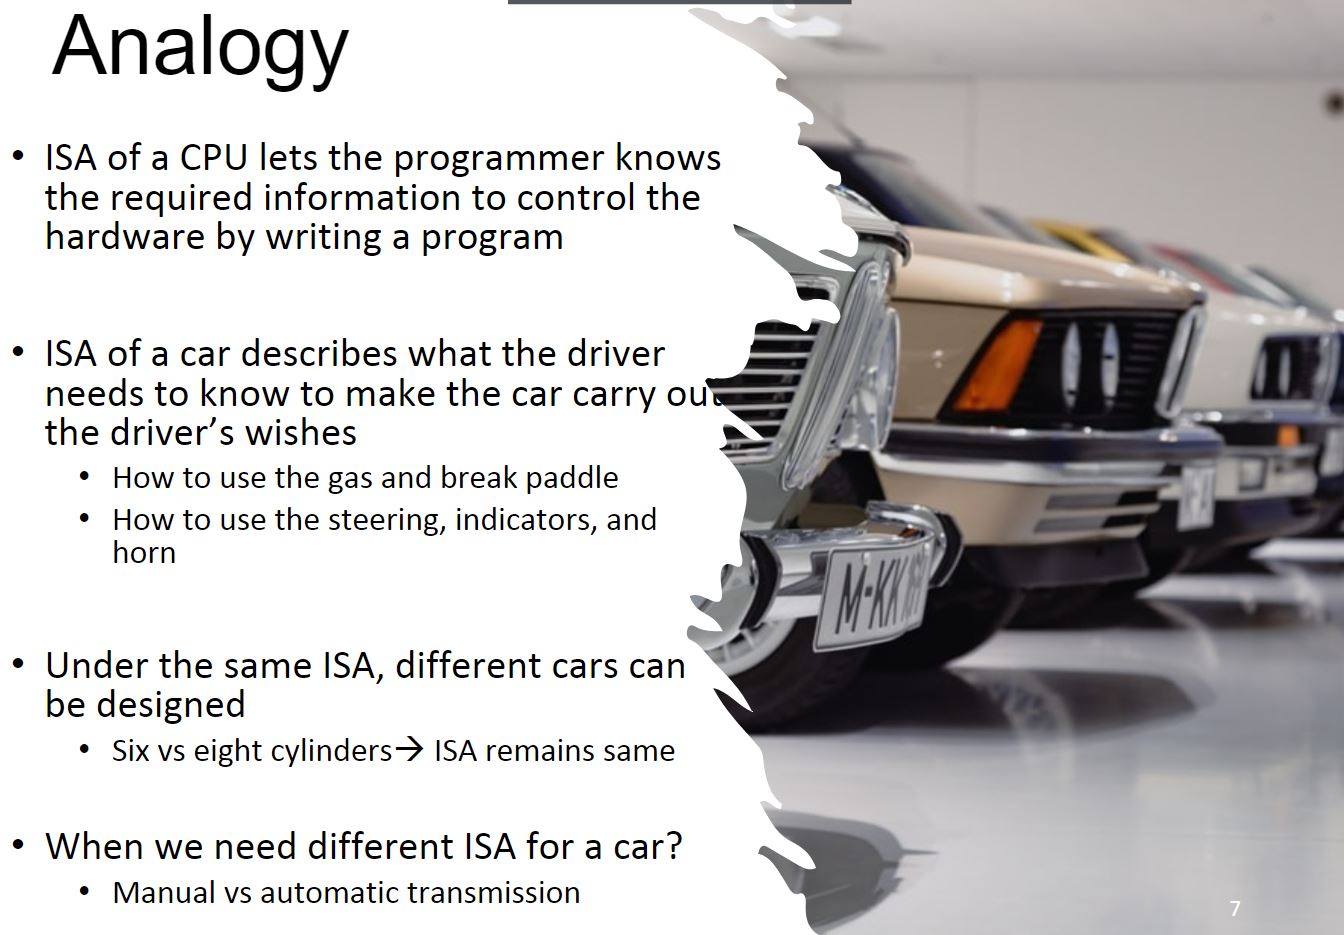 Analogy
• ISA of a CPU lets the programmer knows
the required information to control the
hardware by writing a program
• ISA of a car describes what the driver
needs to know to make the car carry out
the driver’s wishes
• How to use the gas and break paddle
• How to use the steering, indicators, and
horn
• Under the same ISA, different cars can
be designed
• Six vs eight cylinders→ ISA remains same
• When we need different ISA for a car?
• Manual vs automatic transmission
M-KK
7